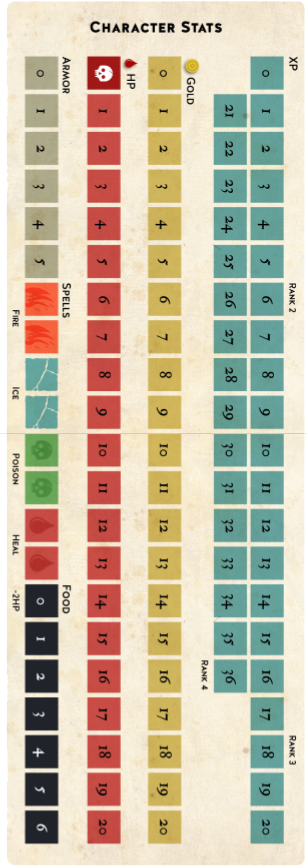 Character Stats
XP Rank 2 Rank 3
0 1 2 3 4 5 6 7 8 9 10 11 12 13 14 15 16 17 18 19 20
21 22 23 24 25 26 27 28 29 30 31 32 33 34 35 36
Rank 4
Gold
0 1 2 3 4 5 6 7 8 9 10 11 12 13 14 15 16 17 18 19 20
HP
1 2 3 4 5 6 7 8 9 10 11 12 13 14 15 16 17 18 19 20
Armor Spells Food
0 1 2 3 4 5 0 1 2 3 4 5 6
Fire Ice Poison Heal -2HP